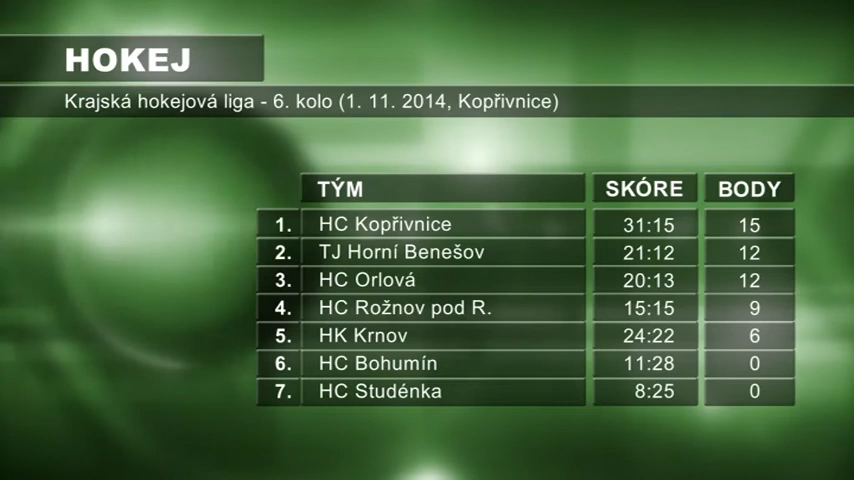 HOKEJ
Krajská hokejová liga - 6. kolo (1. 11. 2014, Kopřivnice)
TÝM SKÓRE BODY
1. HC Kopřivnice 31:15 15
2. TJ Horní Benešov 21:12 12
3. HC Orlová 20:13 12
4. HC Rožnov pod R. 15:15 9
5. HK Krnov 24:22 6
6. HC Bohumín 11:28 0
7. HC Studénka 8:25 0